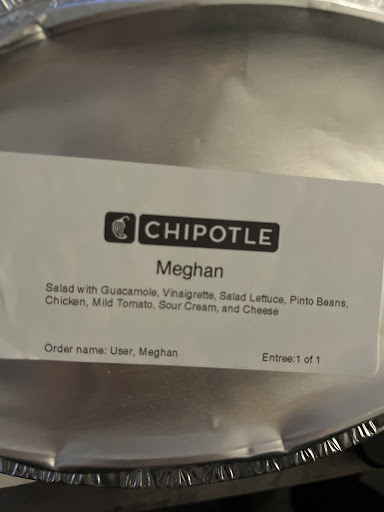 CHIPOTLE
Meghan
Salad with Guacamole, Vinaigrette, Salad Lettuce, Pinto Beans,
Chicken, Mild Tomato, Sour Cream, and Cheese
Order name: User, Meghan Entree:1 of 1